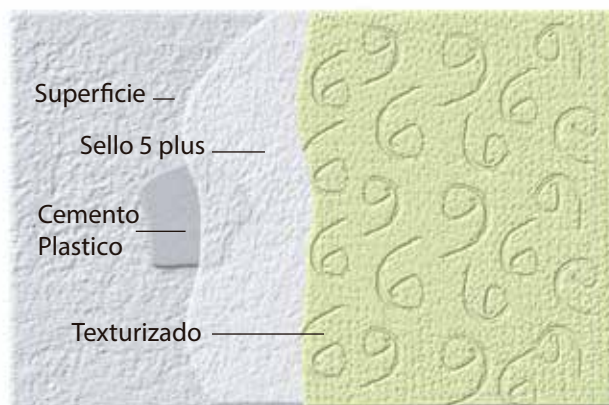 Superficie
Sello 5 plus
Cemento
Plastico
Texturizado